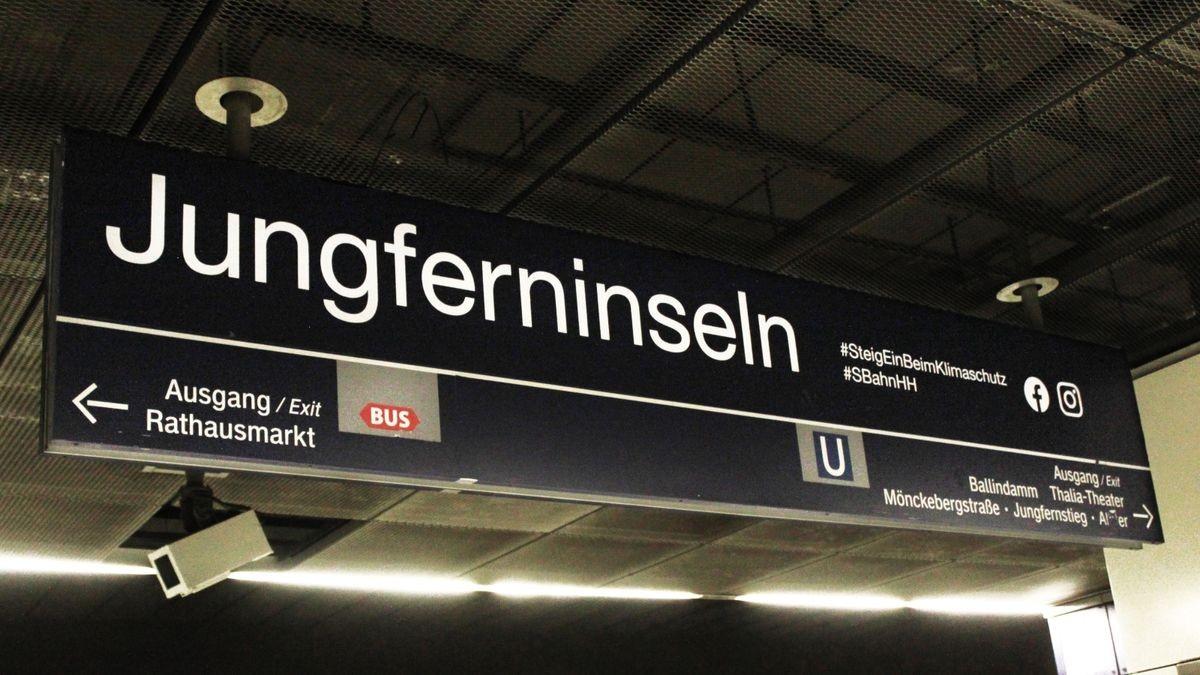 Jungferninseln
#SteigEinBeimKlimaschutz
#SBahnHH
← Ausgang / Exit
Rathausmarkt
BUS
U
Ausgang / Exit
Ballindamm Thalia-Theater
Mönckebergstraße · Jungfernstieg · →